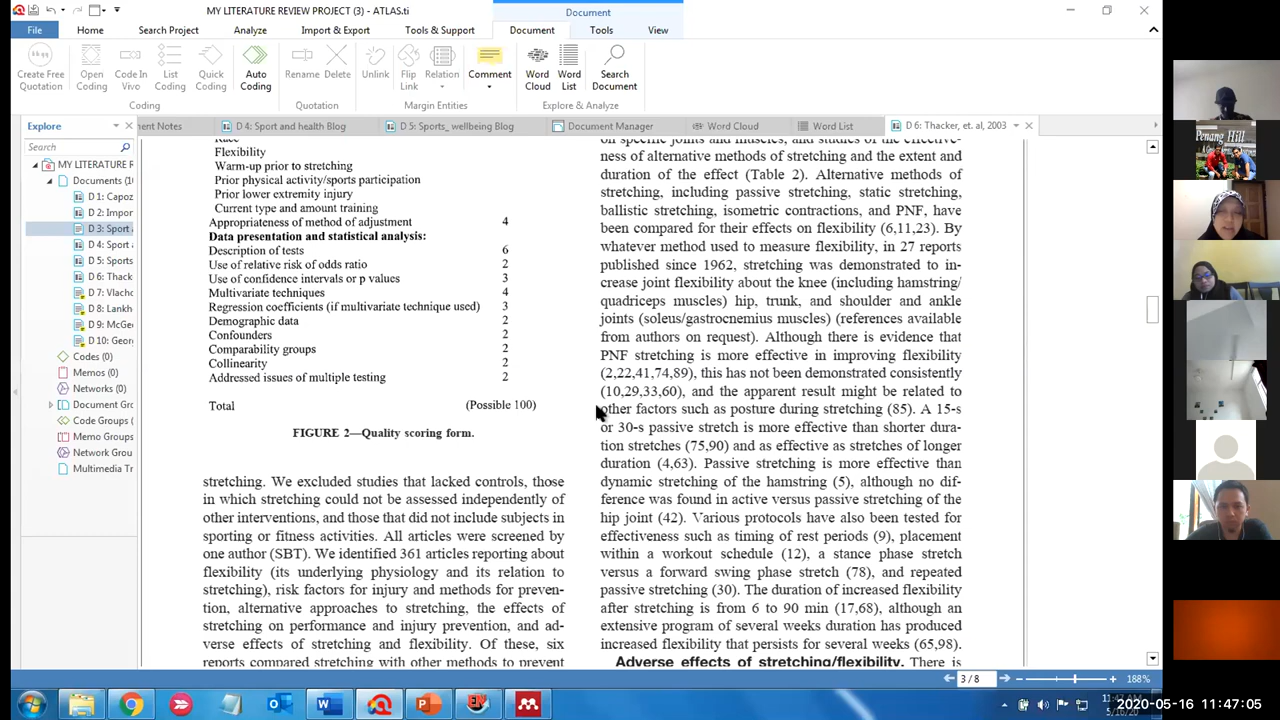 MY LITERATURE REVIEW PROJECT (3) - ATLAS.ti
Document
File
Home
Search Project
Analyze
Import & Export
Tools & Support
Document
Tools
View
Create Free Quotation
Open Coding
Code In Vivo
List Coding
Quick Coding
Auto Coding
Rename
Delete
Unlink
Flip Link
Relation
Comment
Word Cloud
Word List
Search Document
Coding
Quotation
Margin Entities
Explore & Analyze
Explore
ment Notes
D 4: Sport and health Blog
D 5: Sports_ wellbeing Blog
Document Manager
Word Cloud
Word List
D 6: Thacker, et. al, 2003
Search
MY LITERATURE R
Documents (10
D 1: Capoz
D 2: Impor
D 3: Sport a
D 4: Sport
D 5: Sports
D 6: Thack
D 7: Vlacho
D 8: Lankh
D 9: McGe
D 10: Georg
Codes (0)
Memos (0)
Networks (0)
Document Gro
Code Groups (
Memo Groups
Network Group
Multimedia Tr
Flexibility
Warm-up prior to stretching
Prior physical activity/sports participation
Prior lower extremity injury
Current type and amount training
Appropriateness of method of adjustment 4
Data presentation and statistical analysis:
Description of tests 6
Use of relative risk of odds ratio 2
Use of confidence intervals or p values 3
Multivariate techniques 4
Regression coefficients (if multivariate technique used) 3
Demographic data 2
Confounders 2
Comparability groups 2
Collinearity 2
Addressed issues of multiple testing 2
Total (Possible 100)
FIGURE 2—Quality scoring form.
stretching. We excluded studies that lacked controls, those
in which stretching could not be assessed independently of
other interventions, and those that did not include subjects in
sporting or fitness activities. All articles were screened by
one author (SBT). We identified 361 articles reporting about
flexibility (its underlying physiology and its relation to
stretching), risk factors for injury and methods for preven-
tion, alternative approaches to stretching, the effects of
stretching on performance and injury prevention, and ad-
verse effects of stretching and flexibility. Of these, six
reports compared stretching with other methods to prevent
on specific joints and muscles, and studies of the effective-
ness of alternative methods of stretching and the extent and
duration of the effect (Table 2). Alternative methods of
stretching, including passive stretching, static stretching,
ballistic stretching, isometric contractions, and PNF, have
been compared for their effects on flexibility (6,11,23). By
whatever method used to measure flexibility, in 27 reports
published since 1962, stretching was demonstrated to in-
crease joint flexibility about the knee (including hamstring/
quadriceps muscles) hip, trunk, and shoulder and ankle
joints (soleus/gastrocnemius muscles) (references available
from authors on request). Although there is evidence that
PNF stretching is more effective in improving flexibility
(2,22,41,74,89), this has not been demonstrated consistently
(10,29,33,60), and the apparent result might be related to
other factors such as posture during stretching (85). A 15-s
or 30-s passive stretch is more effective than shorter dura-
tion stretches (75,90) and as effective as stretches of longer
duration (4,63). Passive stretching is more effective than
dynamic stretching of the hamstring (5), although no dif-
ference was found in active versus passive stretching of the
hip joint (42). Various protocols have also been tested for
effectiveness such as timing of rest periods (9), placement
within a workout schedule (12), a stance phase stretch
versus a forward swing phase stretch (78), and repeated
passive stretching (30). The duration of increased flexibility
after stretching is from 6 to 90 min (17,68), although an
extensive program of several weeks duration has produced
increased flexibility that persists for several weeks (65,98).
Adverse effects of stretching/flexibility. There is
3 / 8
188%
Penang Hill
2020-05-16 11:47:05